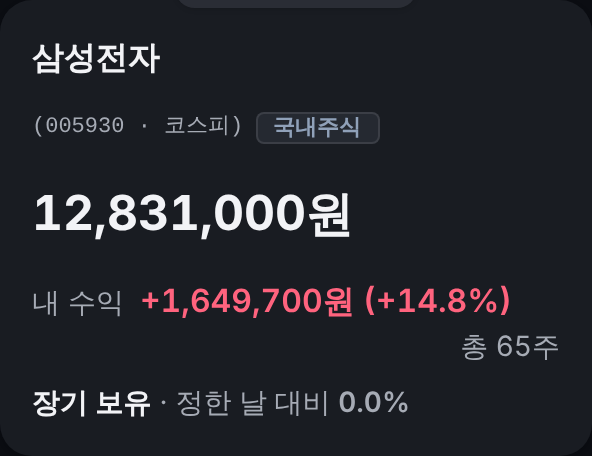 삼성전자
(005930 · 코스피) 국내주식
12,831,000원
내 수익 +1,649,700원 (+14.8%)
총 65주
장기 보유 · 정한 날 대비 0.0%